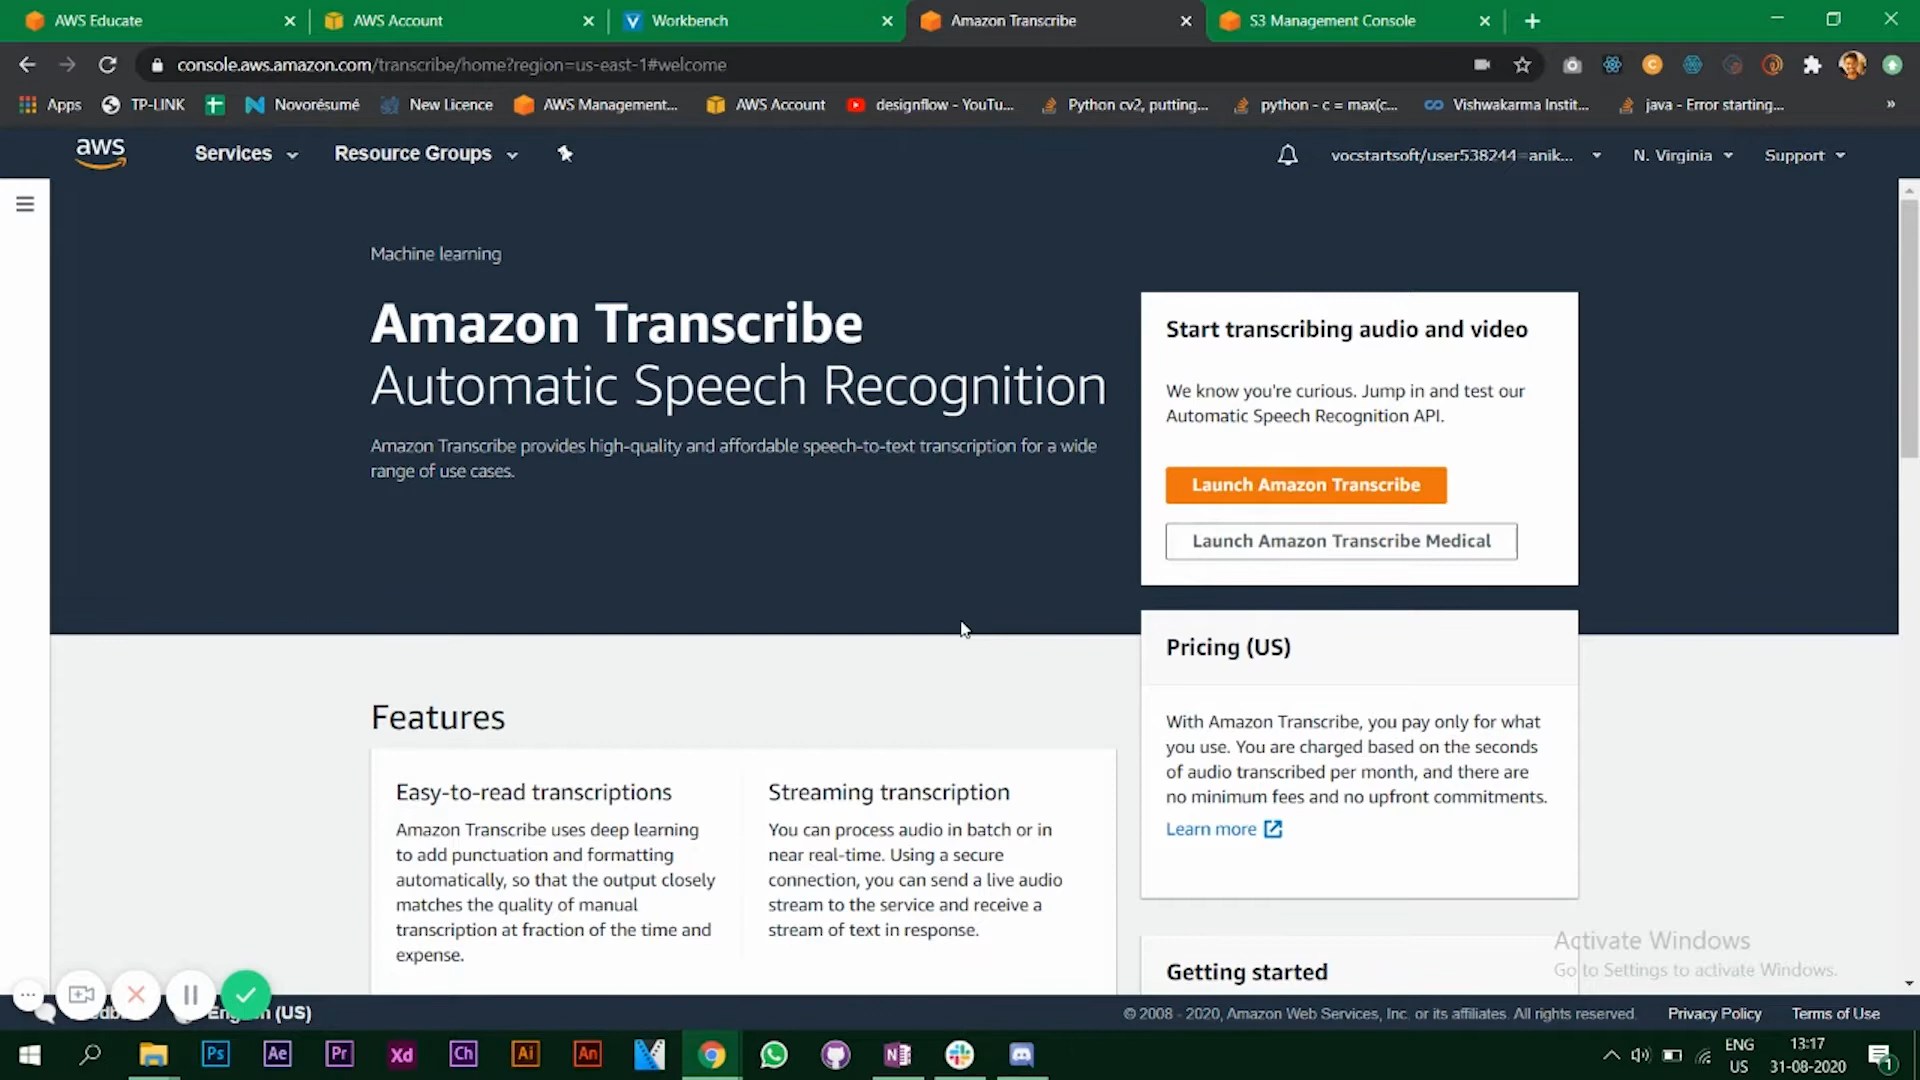 AWS Educate
AWS Account
Workbench
Amazon Transcribe
S3 Management Console
console.aws.amazon.com/transcribe/home?region=us-east-1#welcome
Apps
TP-LINK
Novorésumé
New Licence
AWS Management...
AWS Account
designflow - YouTu...
Python cv2, putting...
python - c = max(c...
Vishwakarma Instit...
java - Error starting...
»
aws
Services
Resource Groups
vocstartsoft/user538244=anik...
N. Virginia
Support
Machine learning
Amazon Transcribe
Automatic Speech Recognition
Amazon Transcribe provides high-quality and affordable speech-to-text transcription for a wide
range of use cases.
Start transcribing audio and video
We know you're curious. Jump in and test our
Automatic Speech Recognition API.
Launch Amazon Transcribe
Launch Amazon Transcribe Medical
Pricing (US)
With Amazon Transcribe, you pay only for what
you use. You are charged based on the seconds
of audio transcribed per month, and there are
no minimum fees and no upfront commitments.
Learn more
Features
Easy-to-read transcriptions
Amazon Transcribe uses deep learning
to add punctuation and formatting
automatically, so that the output closely
matches the quality of manual
transcription at fraction of the time and
expense.
Streaming transcription
You can process audio in batch or in
near real-time. Using a secure
connection, you can send a live audio
stream to the service and receive a
stream of text in response.
Getting started
Activate Windows
Go to Settings to activate Windows.
(US)
© 2008 - 2020, Amazon Web Services, Inc. or its affiliates. All rights reserved.
Privacy Policy
Terms of Use
Ps
Ae
Pr
Xd
Ch
Ai
An
N
ENG
US
13:17
31-08-2020
1